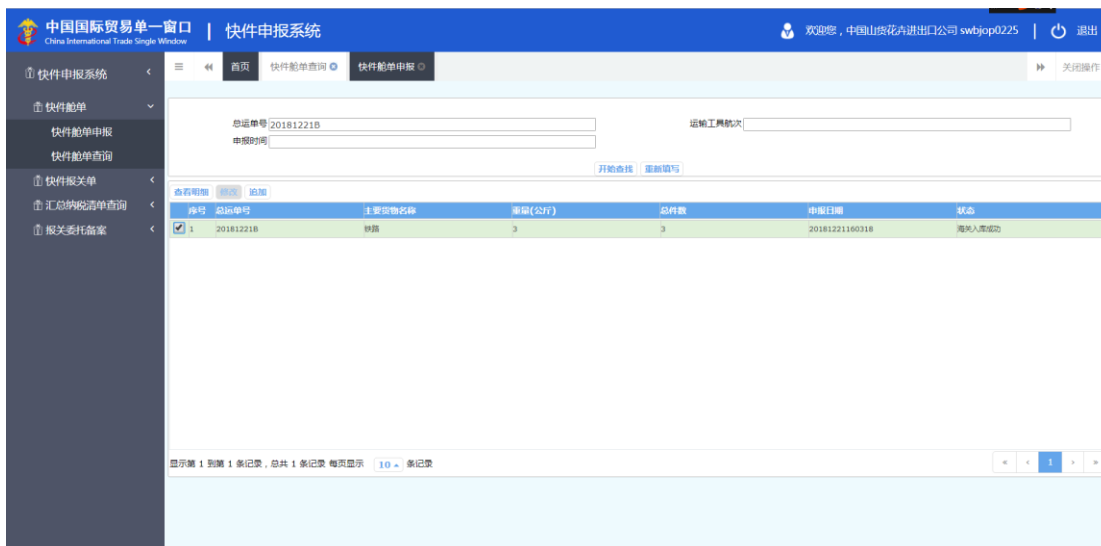 中国国际贸易单一窗口 | 快件申报系统
China International Trade Single Window
欢迎您，中国山货花卉进出口公司 swbjop0225 | 退出
快件申报系统
首页 快件舱单查询 快件舱单申报 关闭操作
快件舱单
快件舱单申报
快件舱单查询
快件报关单
汇总纳税清单查询
报关委托备案
总运单号 20181221B 运输工具航次
申报时间
开始查找 重新填写
查看明细 修改 追加
序号 总运单号 主要货物名称 重量(公斤) 总件数 申报日期 状态
1 20181221B 铁路 3 3 20181221160318 海关入库成功
显示第 1 到第 1 条记录，总共 1 条记录 每页显示 10 条记录
« ‹ 1 › »